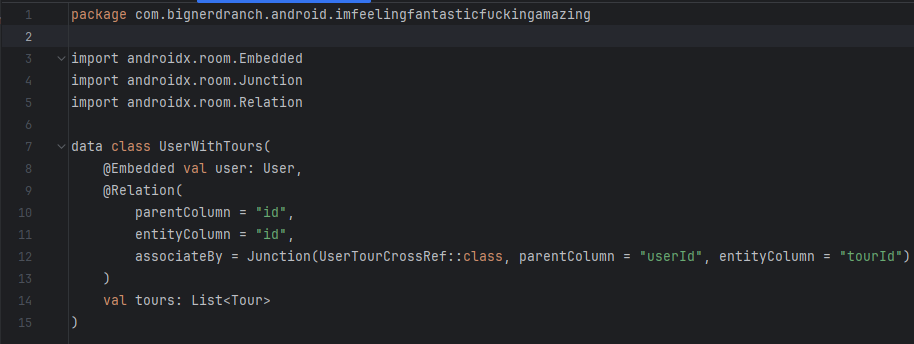 1 package com.bignerdranch.android.imfeelingfantasticfuckingamazing
2
3 import androidx.room.Embedded
4 import androidx.room.Junction
5 import androidx.room.Relation
6
7 data class UserWithTours(
8     @Embedded val user: User,
9     @Relation(
10         parentColumn = "id",
11         entityColumn = "id",
12         associateBy = Junction(UserTourCrossRef::class, parentColumn = "userId", entityColumn = "tourId")
13     )
14     val tours: List<Tour>
15 )